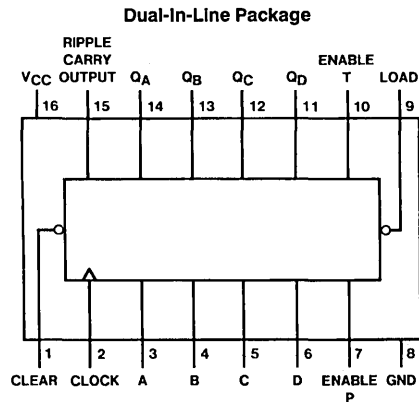 Dual-In-Line Package
RIPPLE
CARRY
ENABLE
VCC OUTPUT QA QB QC QD T LOAD
16 15 14 13 12 11 10 9
1 2 3 4 5 6 7 8
CLEAR CLOCK A B C D ENABLE GND
P